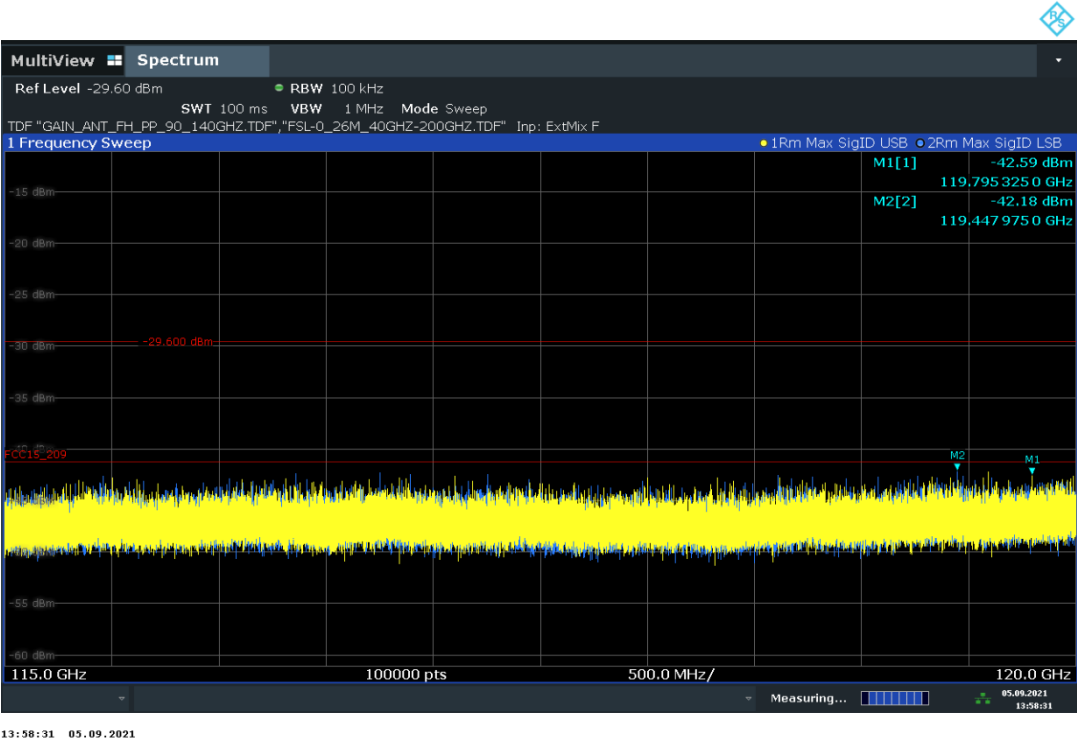 R&S
MultiView Spectrum
Ref Level -29.60 dBm RBW 100 kHz
SWT 100 ms VBW 1 MHz Mode Sweep
TDF "GAIN_ANT_FH_PP_90_140GHZ.TDF","FSL-0_26M_40GHZ-200GHZ.TDF" Inp: ExtMix F
1 Frequency Sweep 1Rm Max SigID USB 2Rm Max SigID LSB
M1[1] -42.59 dBm
119.795 325 0 GHz
-15 dBm
M2[2] -42.18 dBm
119.447 975 0 GHz
-20 dBm
-25 dBm
-29.600 dBm
-30 dBm
-35 dBm
-40 dBm
FCC15_209
M2
M1
-55 dBm
-60 dBm
115.0 GHz 100000 pts 500.0 MHz/ 120.0 GHz
Measuring... 05.09.2021
13:58:31
13:58:31 05.09.2021